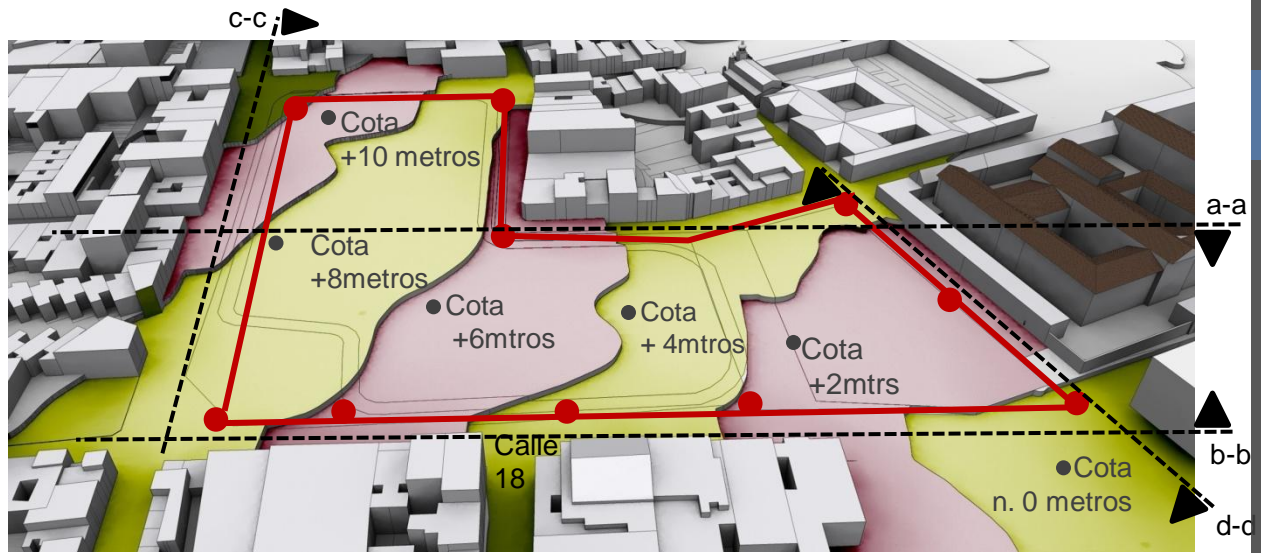 c-c
Cota
+10 metros
a-a
Cota
+8metros
Cota
+6mtros
Cota
+ 4mtros
Cota
+2mtrs
Calle
18
b-b
Cota
n. 0 metros
d-d